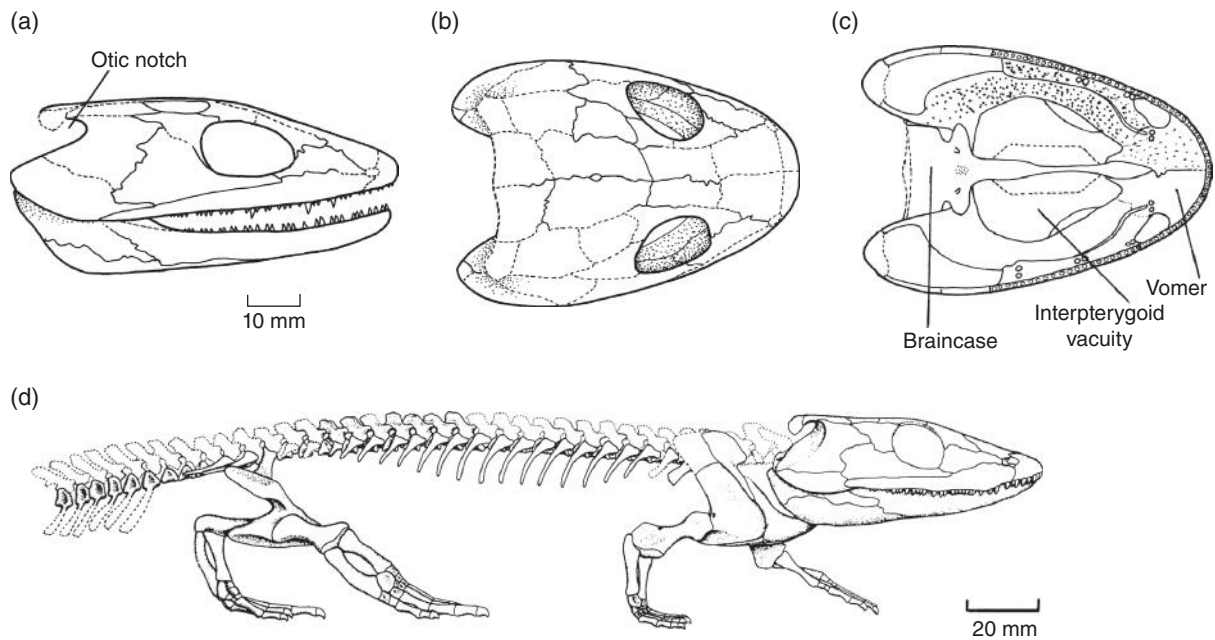 (a)
Otic notch
10 mm
(b)
(c)
Braincase
Interpterygoid
vacuity
Vomer
(d)
20 mm